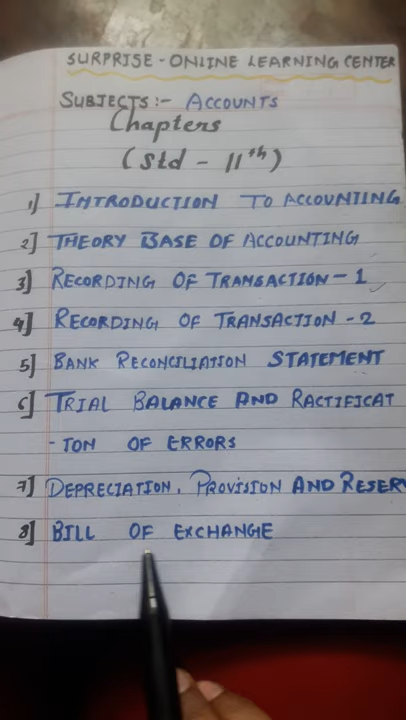 SURPRISE - ONLINE LEARNING CENTER
SUBJECTS :- ACCOUNTS
Chapters
(Std - 11th)
1] INTRODUCTION TO ACCOUNTING
2] THEORY BASE OF ACCOUNTING
3] RECORDING OF TRANSACTION - 1
4] RECORDING OF TRANSACTION - 2
5] BANK RECONCILIATION STATEMENT
6] TRIAL BALANCE AND RACTIFICAT
- TON OF ERRORS
7] DEPRECIATION, PROVISION AND RESERV
8] BILL OF EXCHANGE